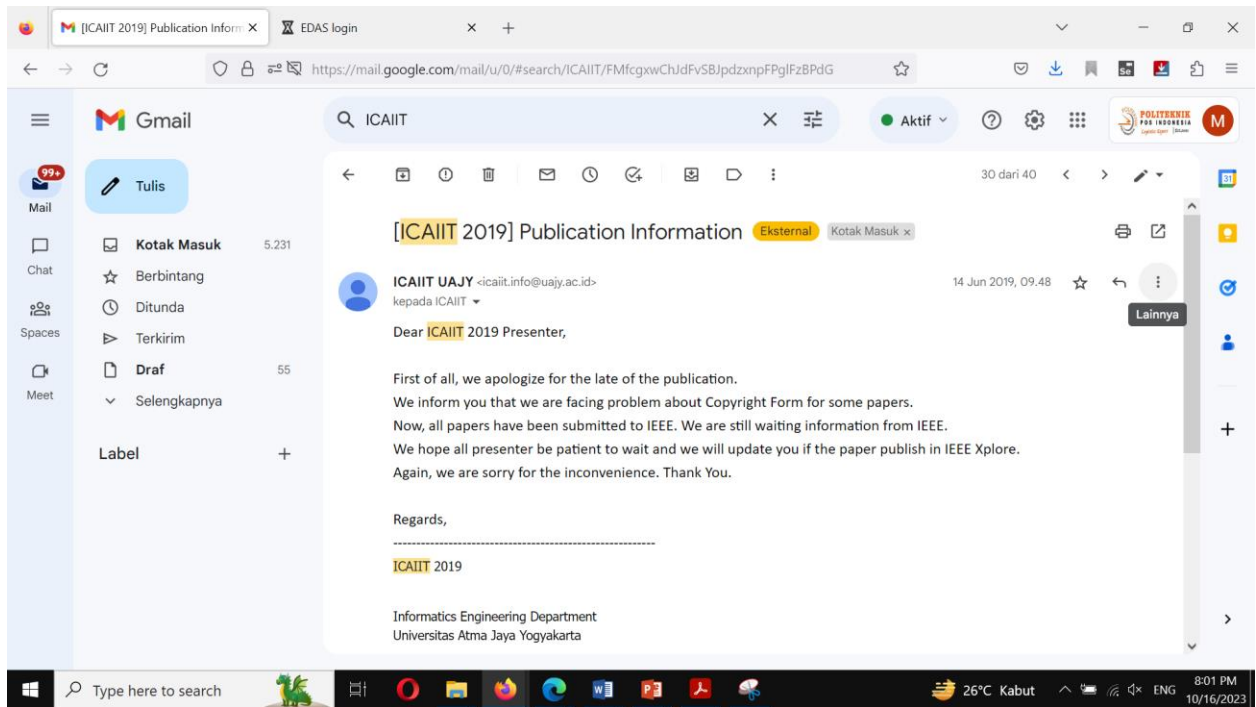 [ICAIIT 2019] Publication Inform
EDAS login
https://mail.google.com/mail/u/0/#search/ICAIIT/FMfcgxwChJdFvSBJpdzxnpFPglFzBPdG
Gmail
ICAIIT
Aktif
POLITEKNIK
POS INDONESIA
M
99+
Mail
Tulis
30 dari 40
31
Chat
Spaces
Meet
Kotak Masuk 5.231
Berbintang
Ditunda
Terkirim
Draf 55
Selengkapnya
Label
[ICAIIT 2019] Publication Information Eksternal Kotak Masuk x
ICAIIT UAJY <icaiit.info@uajy.ac.id> 14 Jun 2019, 09.48
kepada ICAIIT
Lainnya
Dear ICAIIT 2019 Presenter,
First of all, we apologize for the late of the publication.
We inform you that we are facing problem about Copyright Form for some papers.
Now, all papers have been submitted to IEEE. We are still waiting information from IEEE.
We hope all presenter be patient to wait and we will update you if the paper publish in IEEE Xplore.
Again, we are sorry for the inconvenience. Thank You.
Regards,
---------------------------------------------------------
ICAIIT 2019
Informatics Engineering Department
Universitas Atma Jaya Yogyakarta
Type here to search
26°C Kabut
ENG
8:01 PM
10/16/2023